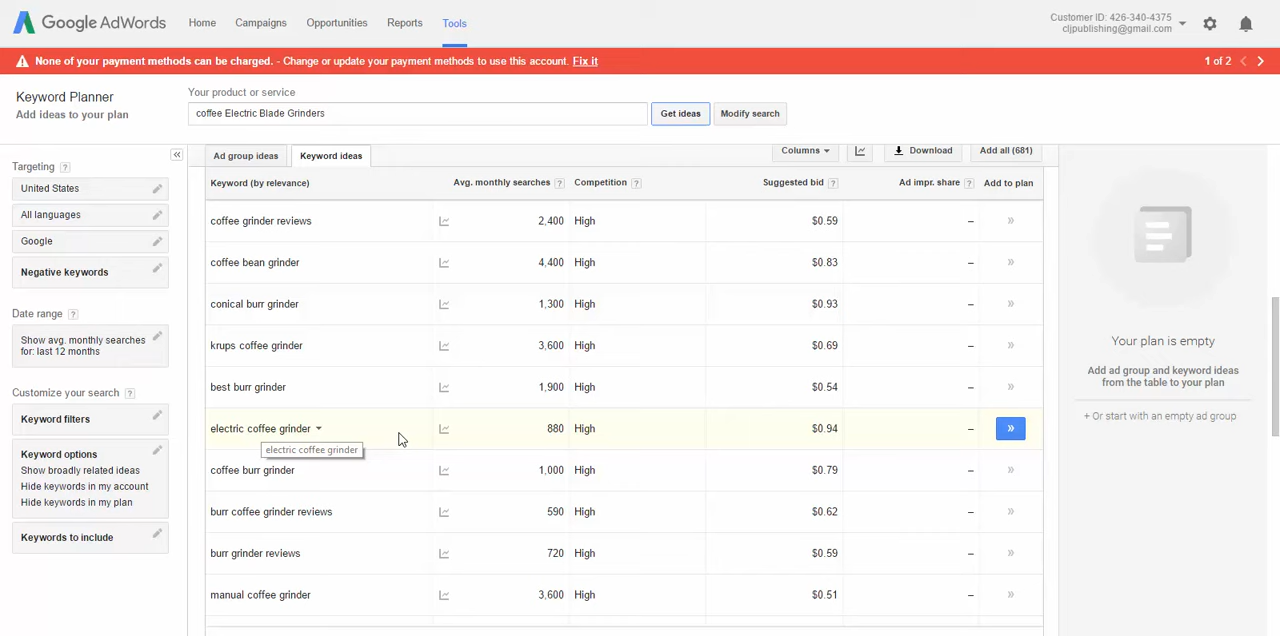 Google AdWords
Home Campaigns Opportunities Reports Tools
Customer ID: 426-340-4375
cljpublishing@gmail.com
None of your payment methods can be charged. - Change or update your payment methods to use this account. Fix it
1 of 2
Keyword Planner
Add ideas to your plan
Your product or service
coffee Electric Blade Grinders
Get ideas
Modify search
Targeting ?
United States
All languages
Google
Negative keywords
Date range ?
Show avg. monthly searches
for: last 12 months
Customize your search ?
Keyword filters
Keyword options
Show broadly related ideas
Hide keywords in my account
Hide keywords in my plan
Keywords to include
Ad group ideas
Keyword ideas
Columns
Download
Add all (681)
Keyword (by relevance) Avg. monthly searches ? Competition ? Suggested bid ? Ad impr. share ? Add to plan
coffee grinder reviews 2,400 High $0.59 – »
coffee bean grinder 4,400 High $0.83 – »
conical burr grinder 1,300 High $0.93 – »
krups coffee grinder 3,600 High $0.69 – »
best burr grinder 1,900 High $0.54 – »
electric coffee grinder 880 High $0.94 – »
electric coffee grinder
coffee burr grinder 1,000 High $0.79 – »
burr coffee grinder reviews 590 High $0.62 – »
burr grinder reviews 720 High $0.59 – »
manual coffee grinder 3,600 High $0.51 – »
Your plan is empty
Add ad group and keyword ideas
from the table to your plan
+ Or start with an empty ad group